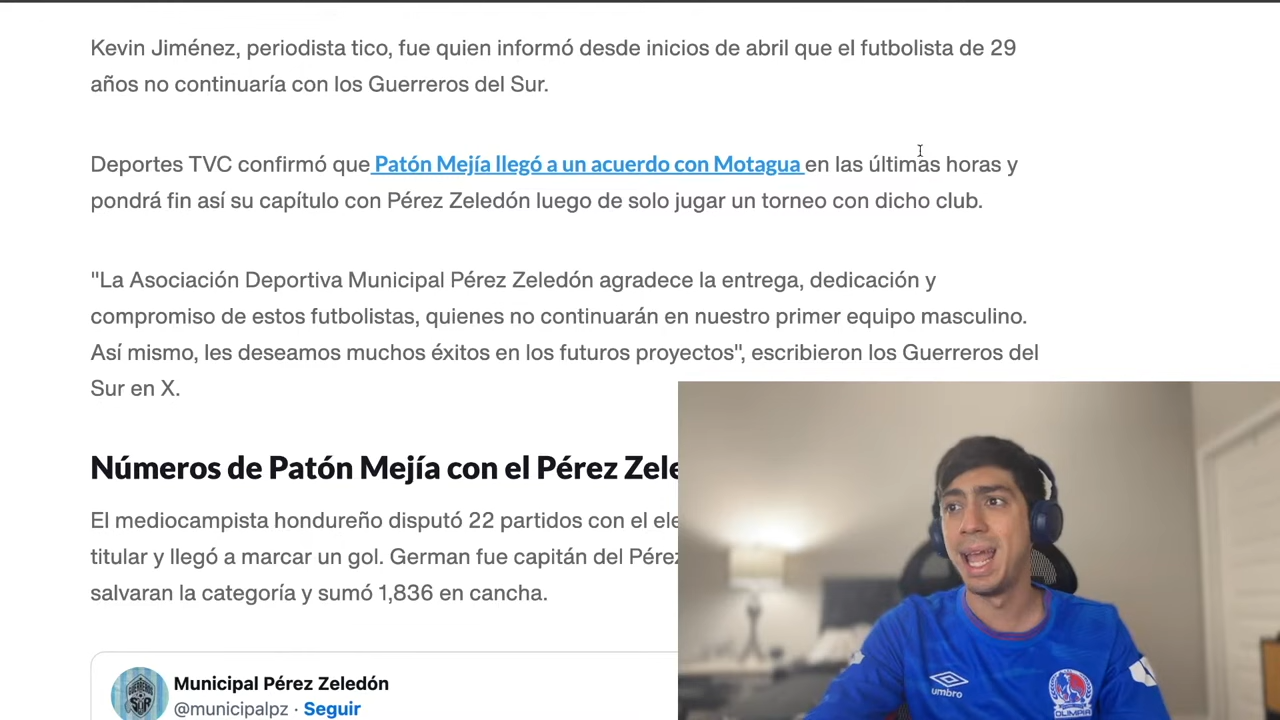 Kevin Jiménez, periodista tico, fue quien informó desde inicios de abril que el futbolista de 29
años no continuaría con los Guerreros del Sur.
Deportes TVC confirmó que Patón Mejía llegó a un acuerdo con Motagua en las últimas horas y
pondrá fin así su capítulo con Pérez Zeledón luego de solo jugar un torneo con dicho club.
"La Asociación Deportiva Municipal Pérez Zeledón agradece la entrega, dedicación y
compromiso de estos futbolistas, quienes no continuarán en nuestro primer equipo masculino.
Así mismo, les deseamos muchos éxitos en los futuros proyectos", escribieron los Guerreros del
Sur en X.
Números de Patón Mejía con el Pérez Zele
El mediocampista hondureño disputó 22 partidos con el ele
titular y llegó a marcar un gol. German fue capitán del Pérez
salvaran la categoría y sumó 1,836 en cancha.
Municipal Pérez Zeledón
@municipalpz · Seguir
GUERREROS
SUR
umbro
OLIMPIA